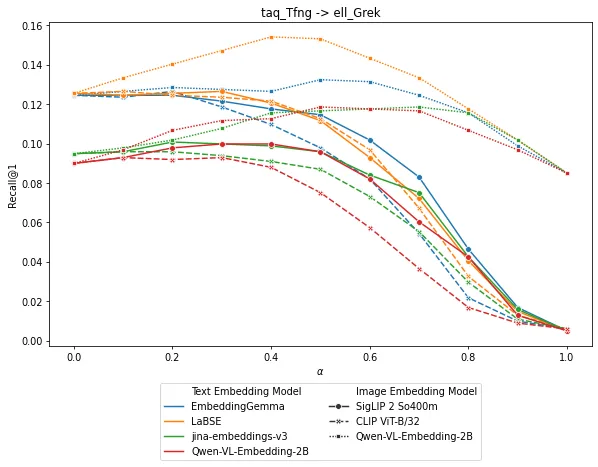 taq_Tfng -> ell_Grek
0.16
0.14
0.12
0.10
0.08
0.06
0.04
0.02
0.00
Recall@1
0.0 0.2 0.4 0.6 0.8 1.0
α
Text Embedding Model Image Embedding Model
EmbeddingGemma SigLIP 2 So400m
LaBSE CLIP ViT-B/32
jina-embeddings-v3 Qwen-VL-Embedding-2B
Qwen-VL-Embedding-2B